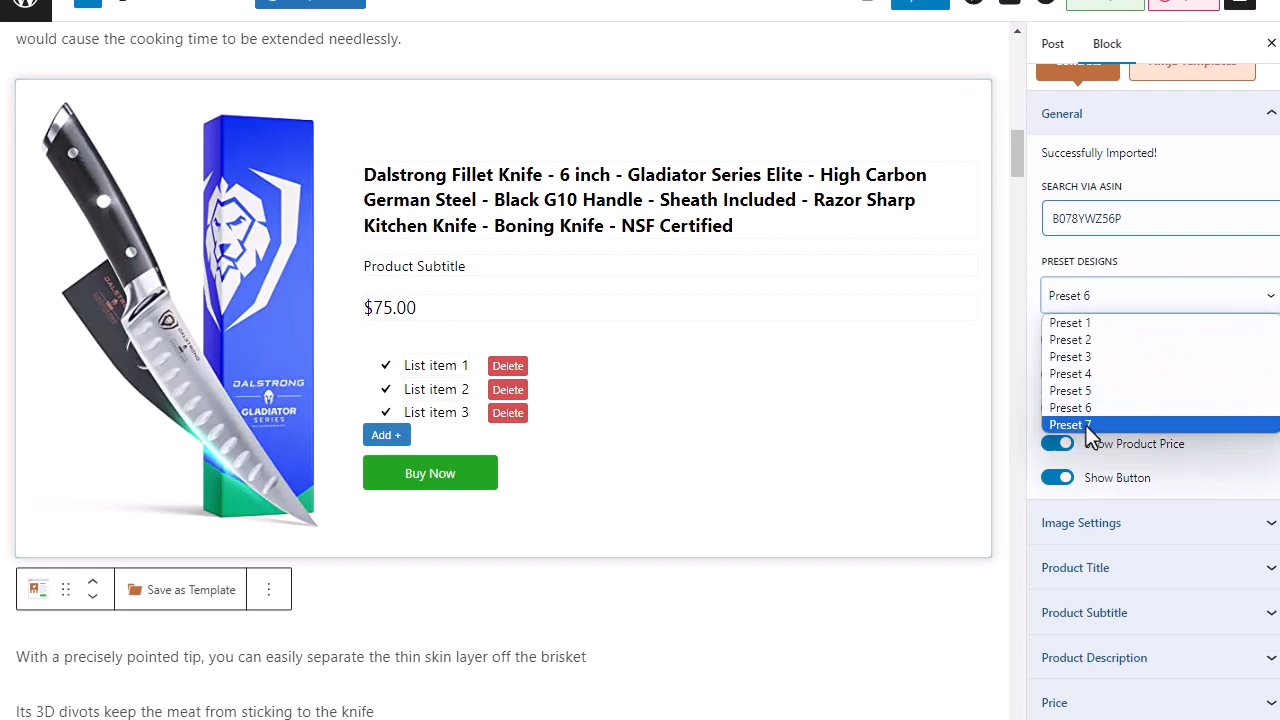 would cause the cooking time to be extended needlessly.
Post
Block
General
Successfully Imported!
SEARCH VIA ASIN
B078YWZ56P
PRESET DESIGNS
Preset 6
Preset 1
Preset 2
Preset 3
Preset 4
Preset 5
Preset 6
Preset 7
Product Price
Show Button
Image Settings
Product Title
Product Subtitle
Product Description
Price
Dalstrong Fillet Knife - 6 inch - Gladiator Series Elite - High Carbon
German Steel - Black G10 Handle - Sheath Included - Razor Sharp
Kitchen Knife - Boning Knife - NSF Certified
Product Subtitle
$75.00
List item 1 Delete
List item 2 Delete
List item 3 Delete
Add +
Buy Now
DALSTRONG
GLADIATOR
SERIES
Save as Template
With a precisely pointed tip, you can easily separate the thin skin layer off the brisket
Its 3D divots keep the meat from sticking to the knife